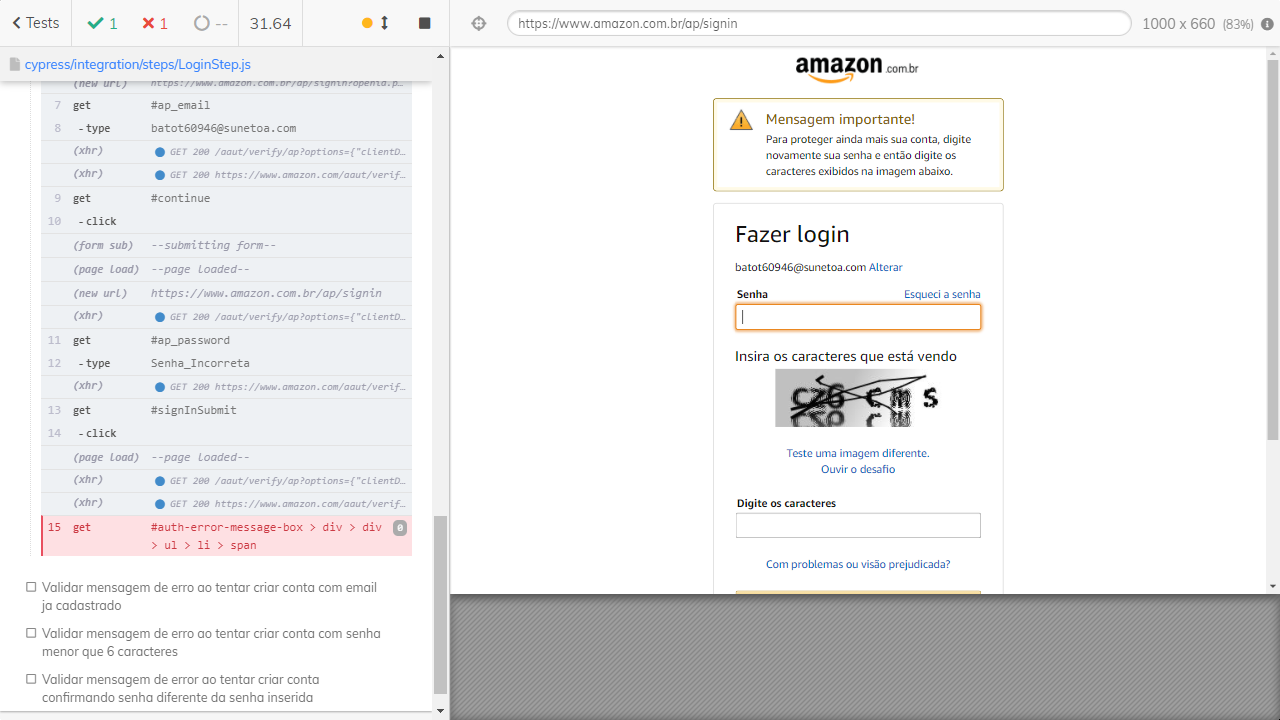 Tests
1
1
--
31.64
https://www.amazon.com.br/ap/signin
1000 x 660 (83%)
cypress/integration/steps/LoginStep.js
(new url) https://www.amazon.com.br/ap/signin?openid.p…
7 get #ap_email
8 - type batot60946@sunetoa.com
(xhr) GET 200 /aaut/verify/ap?options={"clientD…
(xhr) GET 200 https://www.amazon.com/aaut/verif…
9 get #continue
10 - click
(form sub) --submitting form--
(page load) --page loaded--
(new url) https://www.amazon.com.br/ap/signin
(xhr) GET 200 /aaut/verify/ap?options={"clientD…
11 get #ap_password
12 - type Senha_Incorreta
(xhr) GET 200 https://www.amazon.com/aaut/verif…
13 get #signInSubmit
14 - click
(page load) --page loaded--
(xhr) GET 200 /aaut/verify/ap?options={"clientD…
(xhr) GET 200 https://www.amazon.com/aaut/verif…
15 get #auth-error-message-box > div > div 0
> ul > li > span
Validar mensagem de erro ao tentar criar conta com email
ja cadastrado
Validar mensagem de erro ao tentar criar conta com senha
menor que 6 caracteres
Validar mensagem de error ao tentar criar conta
confirmando senha diferente da senha inserida
amazon.com.br
Mensagem importante!
Para proteger ainda mais sua conta, digite
novamente sua senha e então digite os
caracteres exibidos na imagem abaixo.
Fazer login
batot60946@sunetoa.com Alterar
Senha Esqueci a senha
Insira os caracteres que está vendo
Teste uma imagem diferente.
Ouvir o desafio
Digite os caracteres
Com problemas ou visão prejudicada?